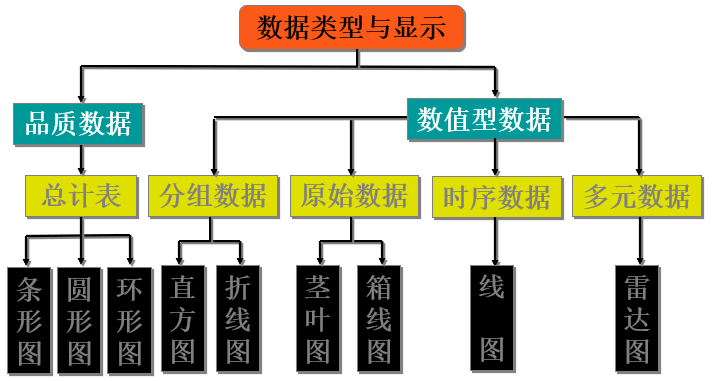 数据类型与显示
品质数据
数值型数据
总计表
分组数据
原始数据
时序数据
多元数据
条形图
圆形图
环形图
直方图
折线图
茎叶图
箱线图
线图
雷达图